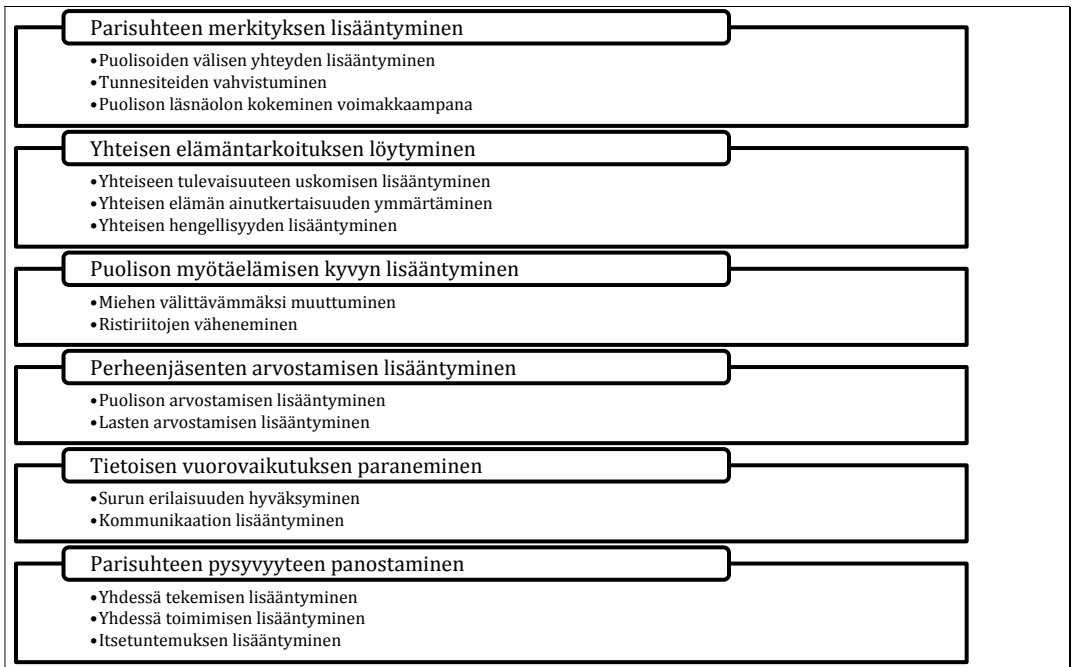 Parisuhteen merkityksen lisääntyminen
•Puolisoiden välisen yhteyden lisääntyminen
•Tunnesiteiden vahvistuminen
•Puolison läsnäolon kokeminen voimakkaampana
Yhteisen elämäntarkoituksen löytyminen
•Yhteiseen tulevaisuuteen uskomisen lisääntyminen
•Yhteisen elämän ainutkertaisuuden ymmärtäminen
•Yhteisen hengellisyyden lisääntyminen
Puolison myötäelämisen kyvyn lisääntyminen
•Miehen välittävämmäksi muuttuminen
•Ristiriitojen väheneminen
Perheenjäsenten arvostamisen lisääntyminen
•Puolison arvostamisen lisääntyminen
•Lasten arvostamisen lisääntyminen
Tietoisen vuorovaikutuksen paraneminen
•Surun erilaisuuden hyväksyminen
•Kommunikaation lisääntyminen
Parisuhteen pysyvyyteen panostaminen
•Yhdessä tekemisen lisääntyminen
•Yhdessä toimimisen lisääntyminen
•Itsetuntemuksen lisääntyminen